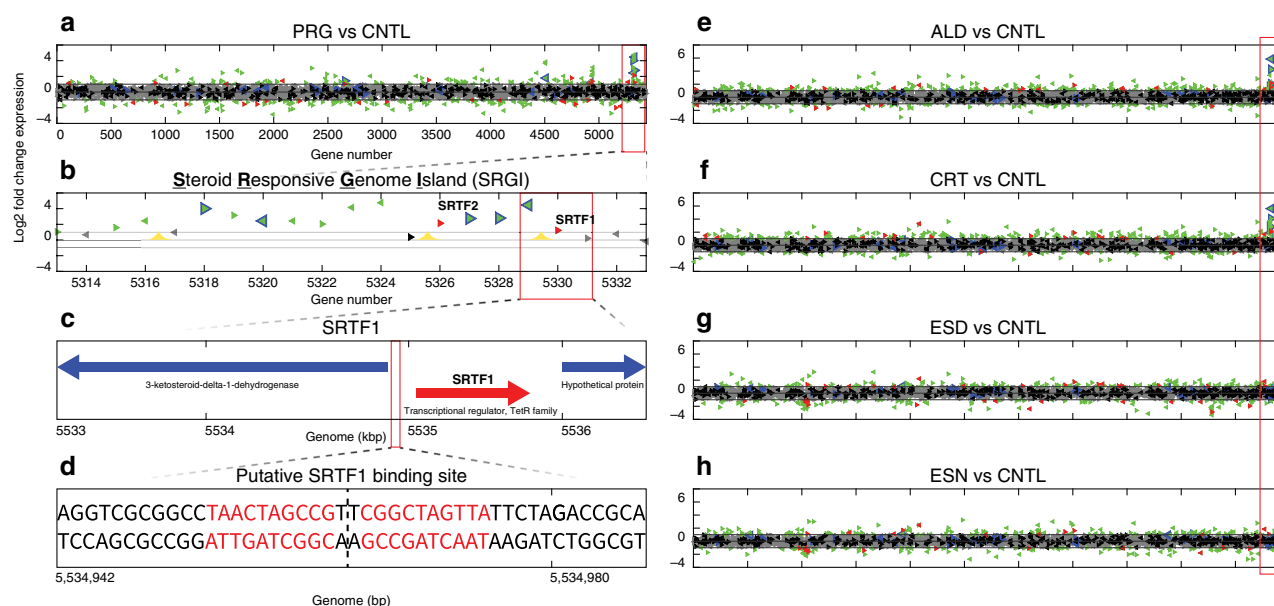 a
PRG vs CNTL
Log2 fold change expression
4
0
−4
0 500 1000 1500 2000 2500 3000 3500 4000 4500 5000
Gene number
b
Steroid Responsive Genome Island (SRGI)
4
0
−4
SRTF2
SRTF1
5314 5316 5318 5320 5322 5324 5326 5328 5330 5332
Gene number
c
SRTF1
3-ketosteroid-delta-1-dehydrogenase
SRTF1
Transcriptional regulator, TetR family
Hypothetical protein
5533 5534 5535 5536
Genome (kbp)
d
Putative SRTF1 binding site
AGGTCGCGGCCTAACTAGCCGTTCGGCTAGTTATTCTAGACCGCA
TCCAGCGCCGGATTGATCGGCAAGCCGATCAATAAGATCTGGCGT
5,534,942 5,534,980
Genome (bp)
e
ALD vs CNTL
6
0
−4
f
CRT vs CNTL
6
0
−4
g
ESD vs CNTL
6
0
−4
h
ESN vs CNTL
6
0
−4